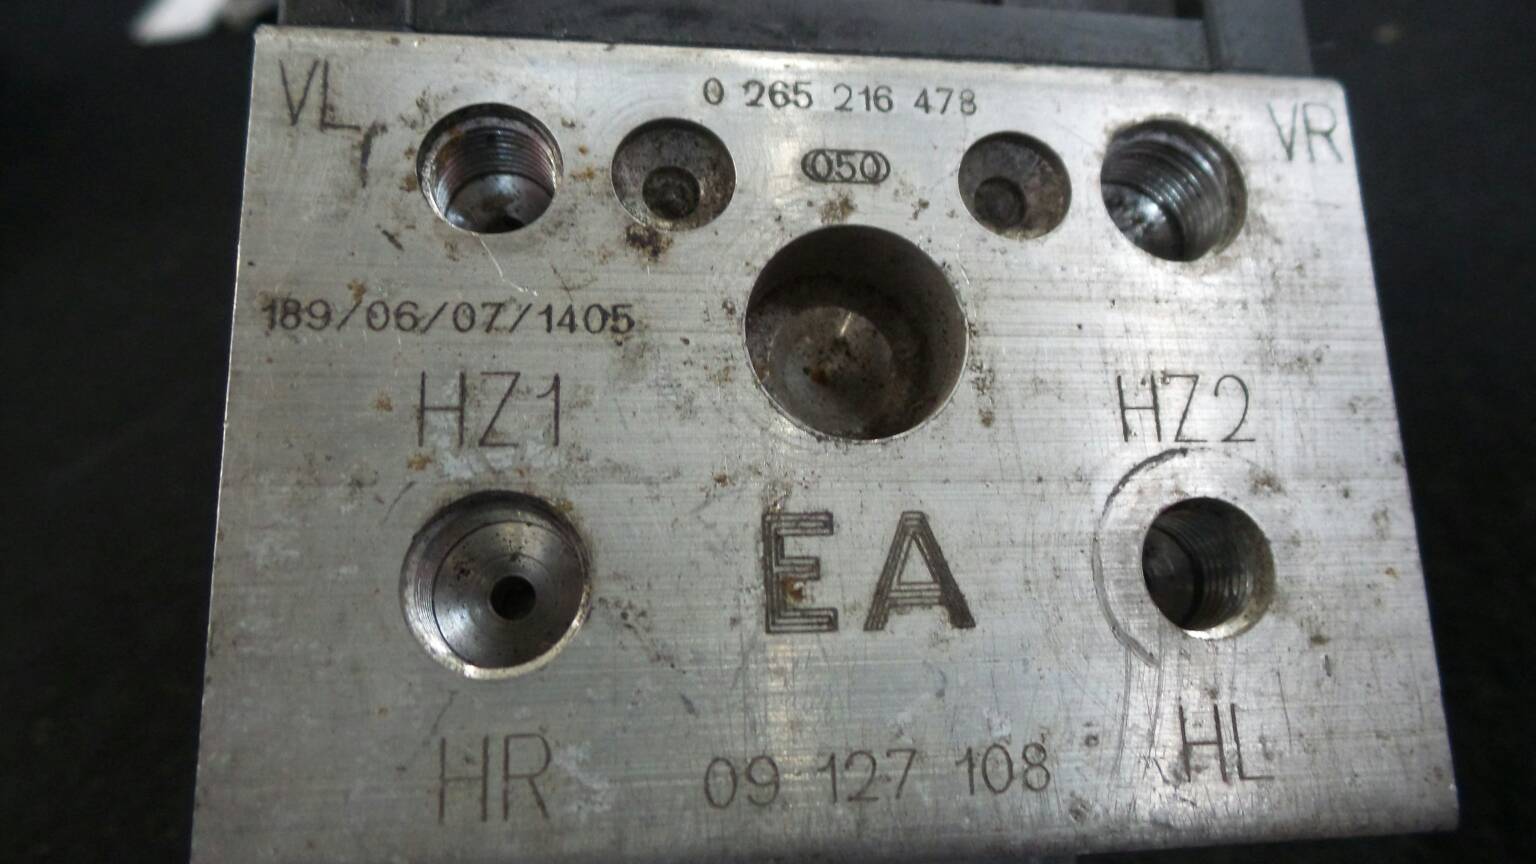 VL
0 265 216 478
VR
050
189/06/07/1405
HZ1
HZ2
EA
HR
09 127 108
HL